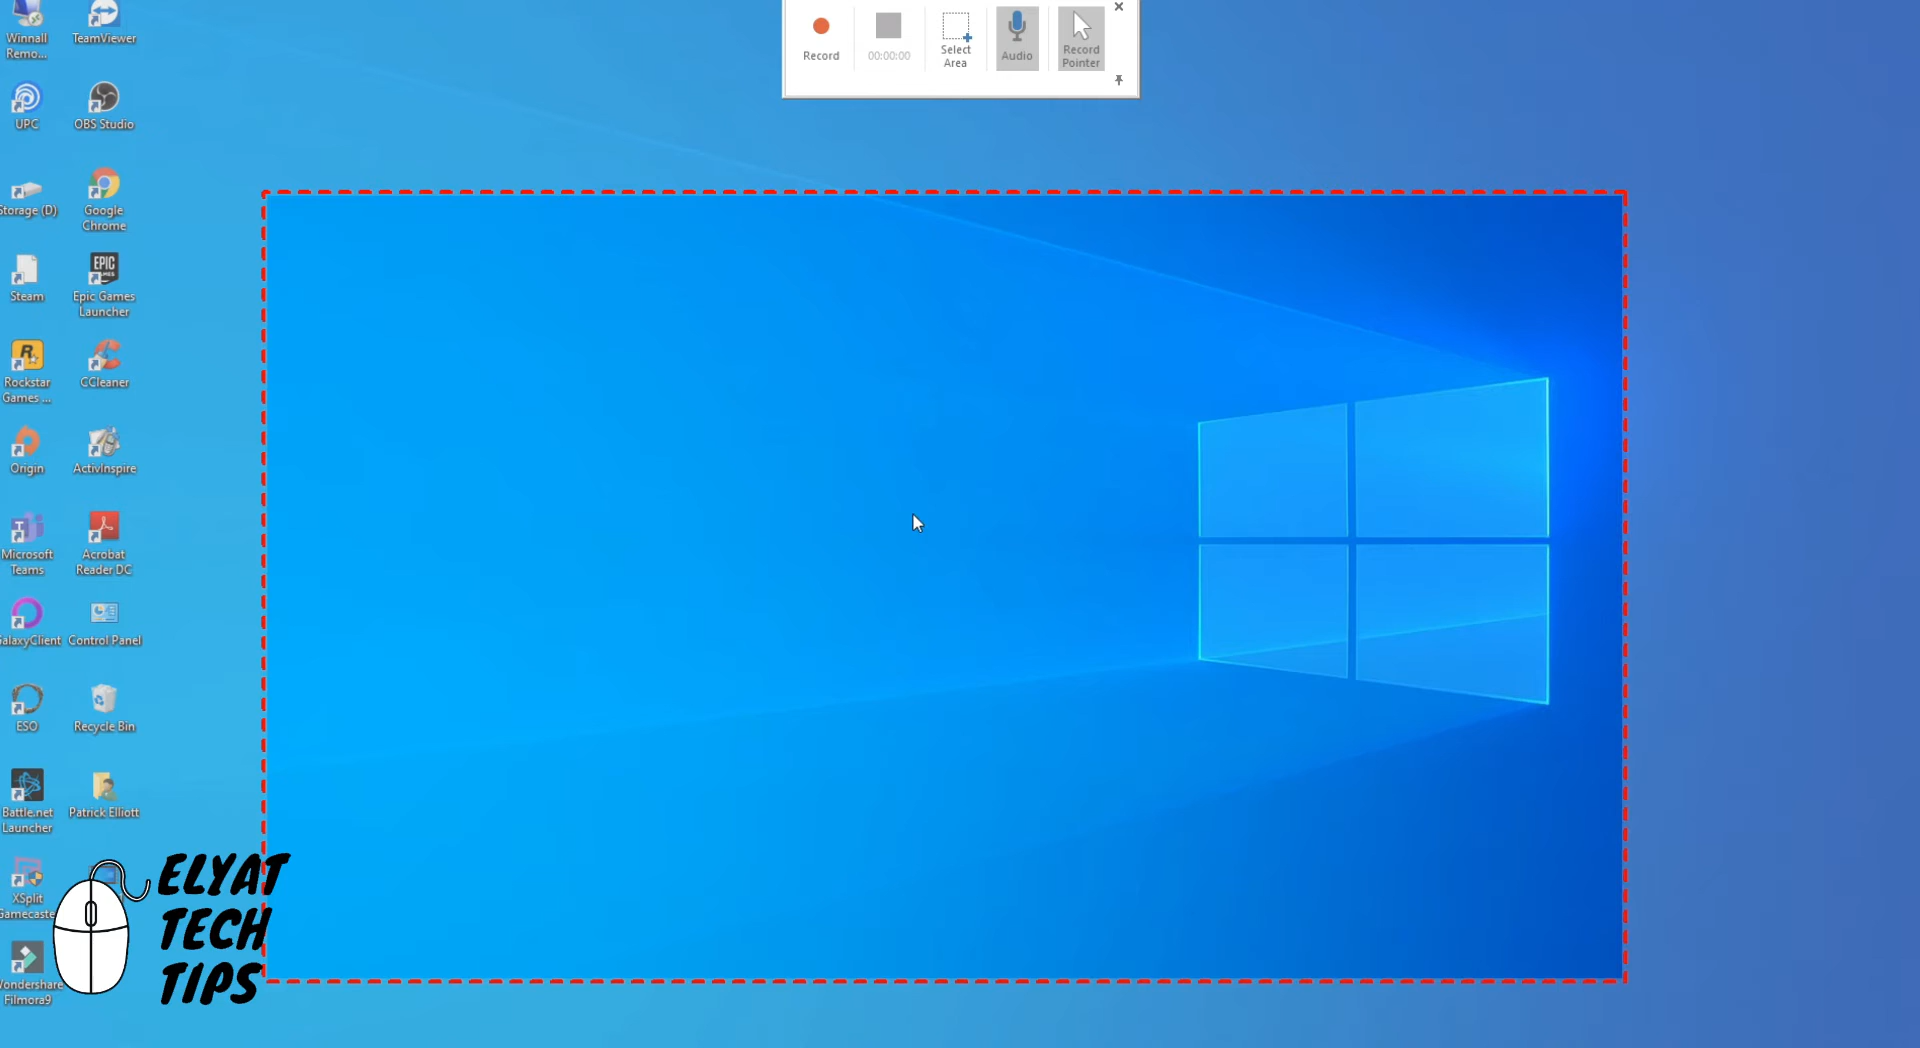 Record
00:00:00
Select
Area
Audio
Record
Pointer
Winnall
Remo...
TeamViewer
UPC
OBS Studio
Storage (D)
Google
Chrome
Steam
EPIC
GAMES
Epic Games
Launcher
R
Rockstar
Games ...
CCleaner
Origin
ActivInspire
T
Microsoft
Teams
Acrobat
Reader DC
GalaxyClient
Control Panel
ESO
Recycle Bin
Battle.net
Launcher
Patrick Elliott
XSplit
Gamecaste
Wondershare
Filmora9
ELYAT
TECH
TIPS